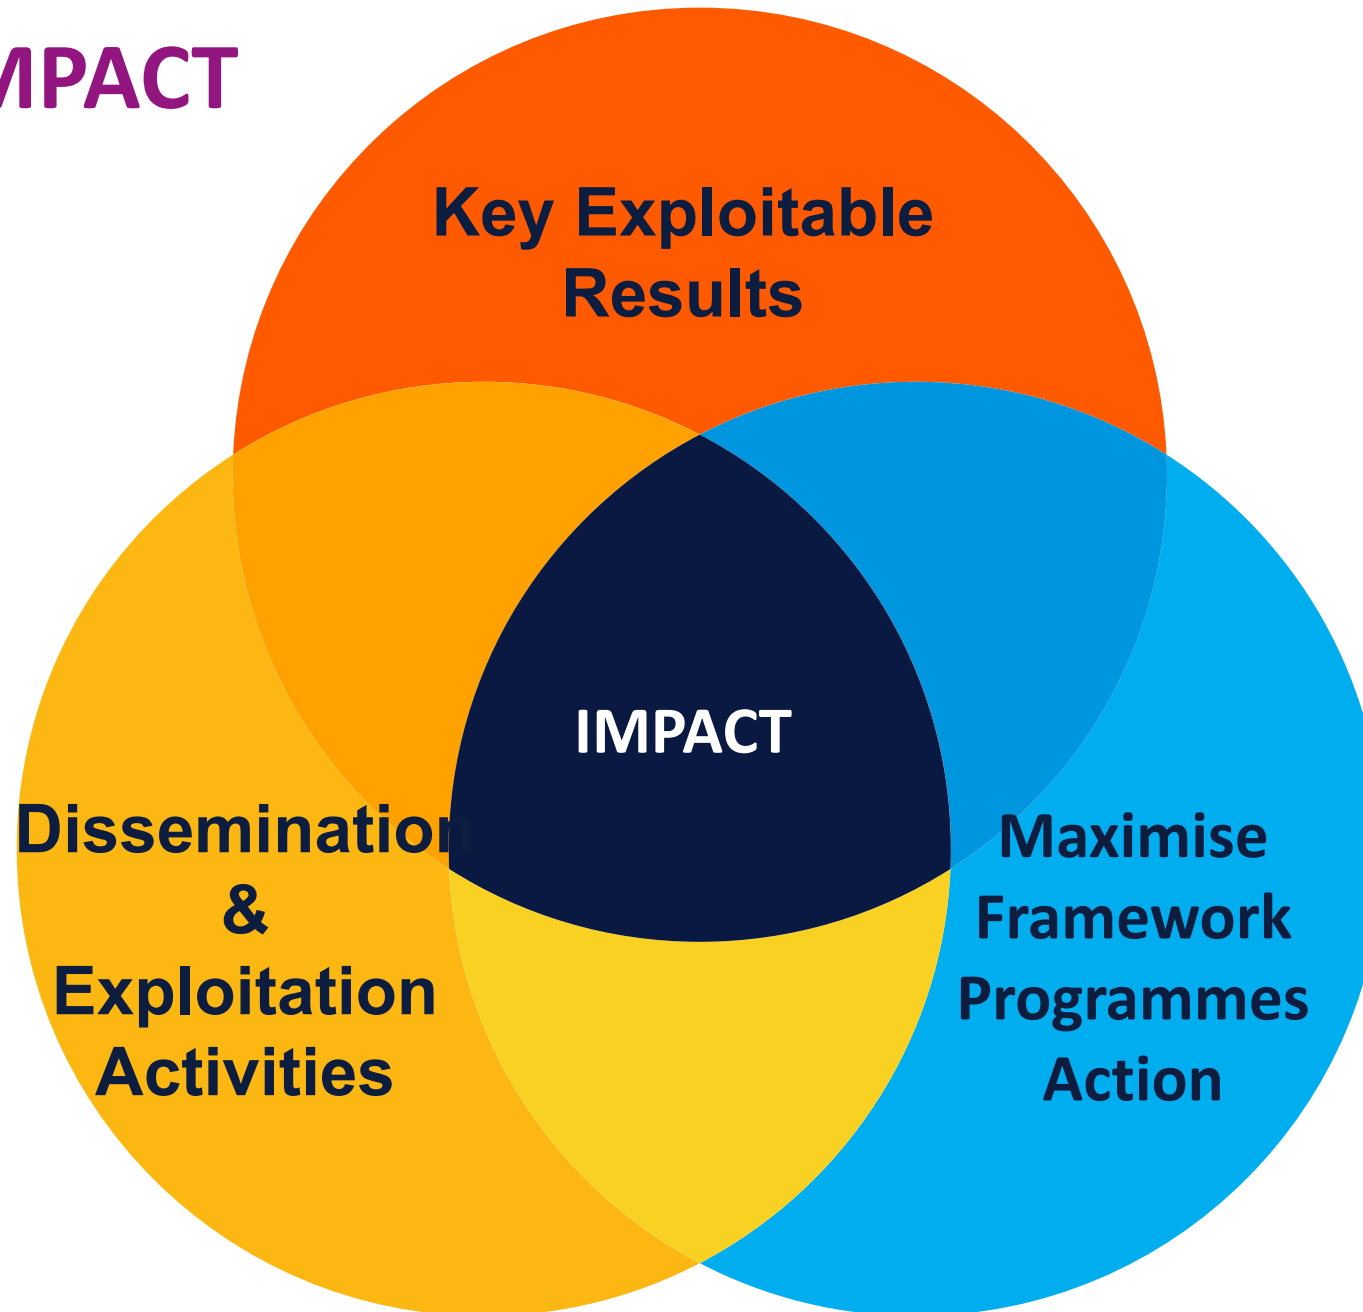 MPACT
Key Exploitable
Results
IMPACT
Dissemination
&
Exploitation
Activities
Maximise
Framework
Programmes
Action